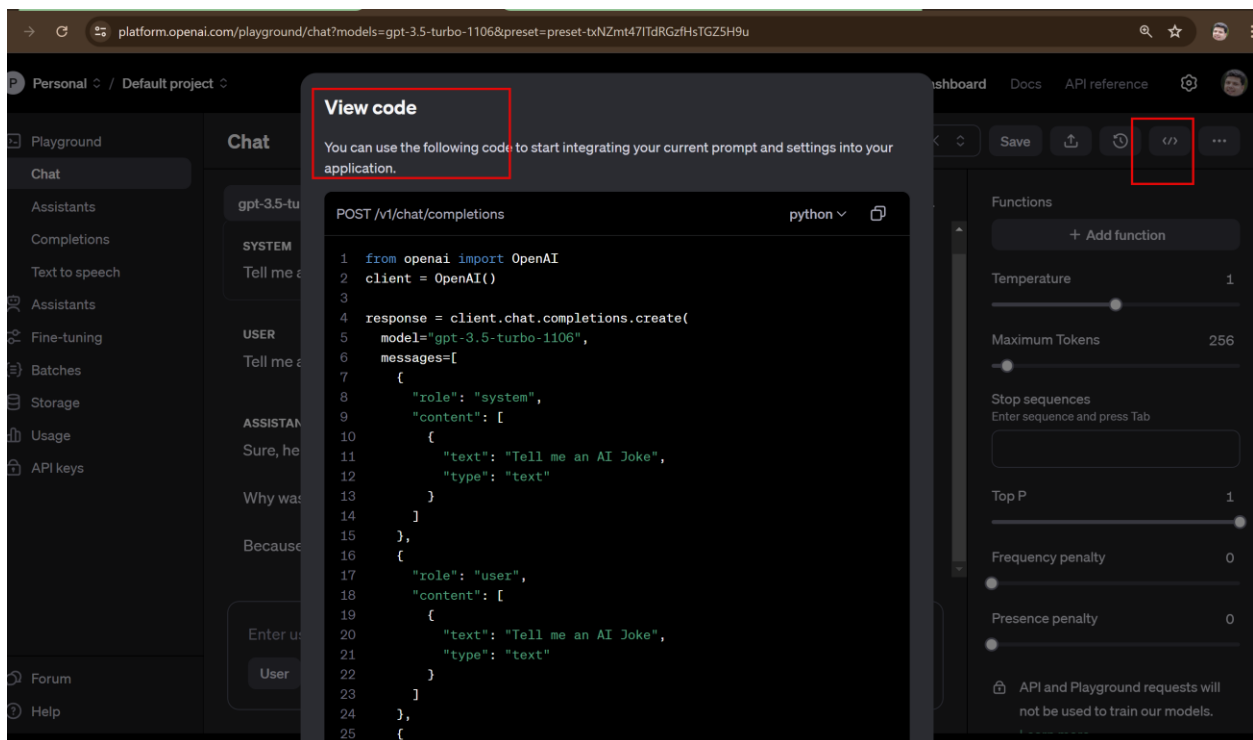 platform.openai.com/playground/chat?models=gpt-3.5-turbo-1106&preset=preset-txNZmt47ITdRGzfHsTGZ5H9u
P Personal / Default project
Docs API reference
Playground
Chat
Assistants
Completions
Text to speech
Assistants
Fine-tuning
Batches
Storage
Usage
API keys
Forum
Help
Chat
gpt-3.5-tu
SYSTEM
Tell me a
USER
Tell me a
ASSISTAN
Sure, he
Why was
Because
Enter us
User
View code
You can use the following code to start integrating your current prompt and settings into your
application.
POST /v1/chat/completions python
1 from openai import OpenAI
2 client = OpenAI()
3
4 response = client.chat.completions.create(
5 model="gpt-3.5-turbo-1106",
6 messages=[
7 {
8 "role": "system",
9 "content": [
10 {
11 "text": "Tell me an AI Joke",
12 "type": "text"
13 }
14 ]
15 },
16 {
17 "role": "user",
18 "content": [
19 {
20 "text": "Tell me an AI Joke",
21 "type": "text"
22 }
23 ]
24 },
25 {
Save </> ...
Functions
+ Add function
Temperature 1
Maximum Tokens 256
Stop sequences
Enter sequence and press Tab
Top P 1
Frequency penalty 0
Presence penalty 0
API and Playground requests will
not be used to train our models.